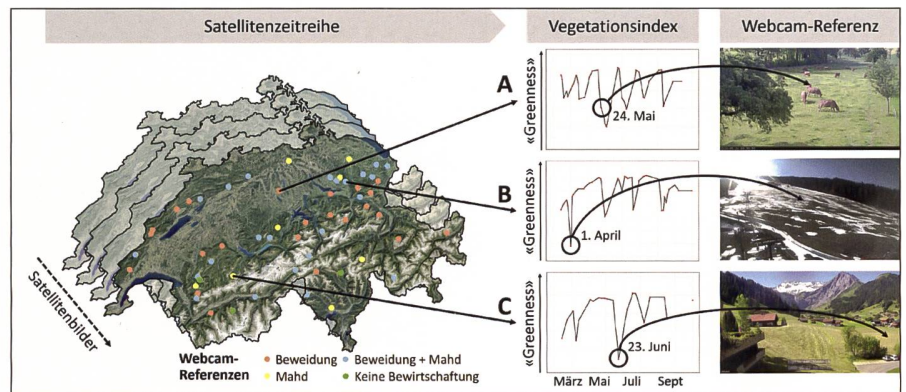 Satellitenzeitreihe
Vegetationsindex
Webcam-Referenz
A
«Greenness»
24. Mai
B
«Greenness»
1. April
C
«Greenness»
23. Juni
März Mai Juli Sept
Satellitenbilder
Webcam-Referenzen
Beweidung
Beweidung + Mahd
Mahd
Keine Bewirtschaftung